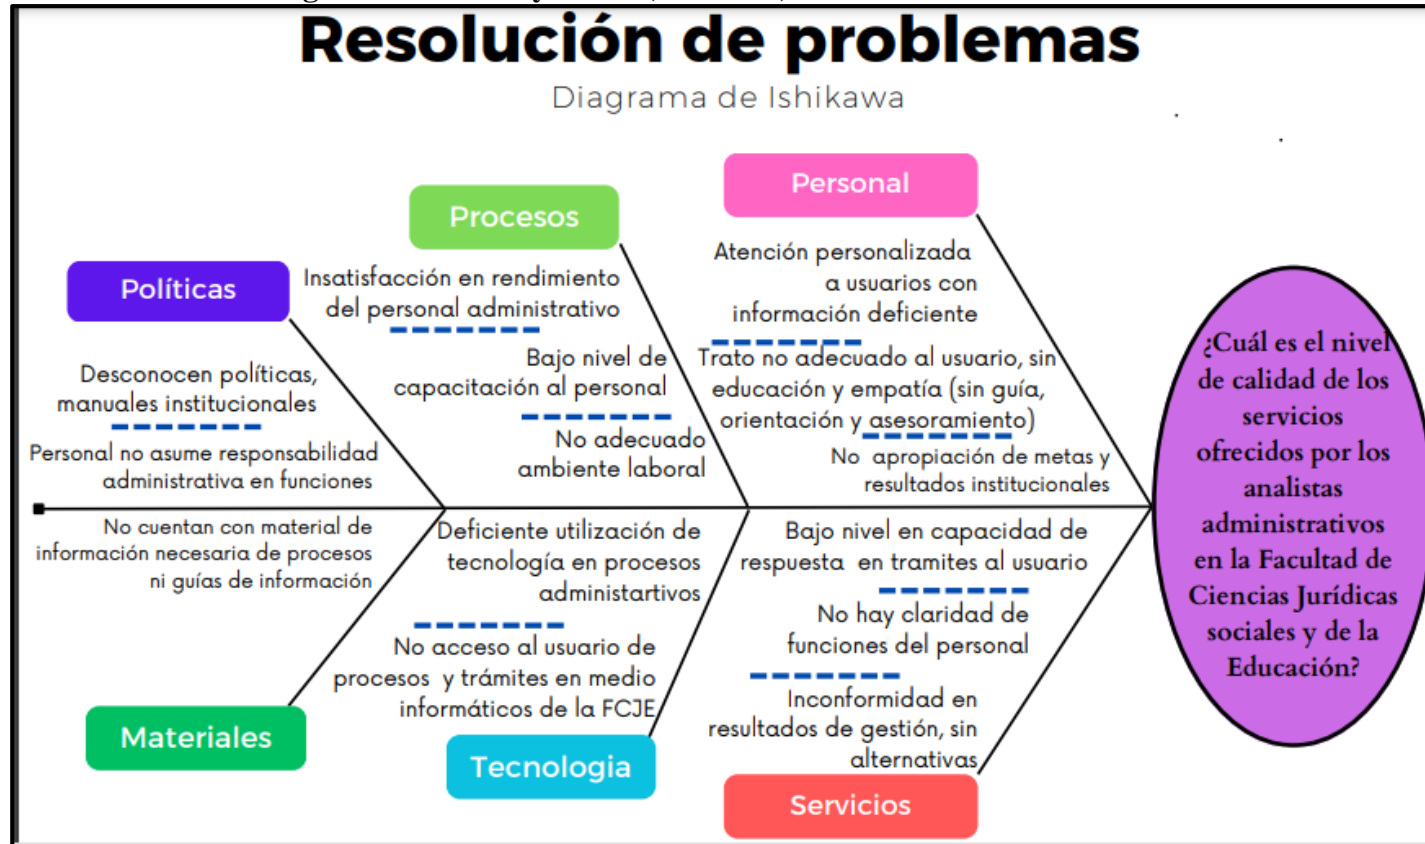 Resolución de problemas
Diagrama de Ishikawa
Políticas
Desconocen políticas,
manuales institucionales
Personal no asume responsabilidad
administrativa en funciones
Procesos
Insatisfacción en rendimiento
del personal administrativo
Bajo nivel de
capacitación al personal
No adecuado
ambiente laboral
Personal
Atención personalizada
a usuarios con
información deficiente
Trato no adecuado al usuario, sin
educación y empatía (sin guía,
orientación y asesoramiento)
No apropiación de metas y
resultados institucionales
¿Cuál es el nivel
de calidad de los
servicios
ofrecidos por los
analistas
administrativos
en la Facultad de
Ciencias Jurídicas
sociales y de la
Educación?
No cuentan con material de
información necesaria de procesos
ni guías de información
Materiales
Deficiente utilización de
tecnología en procesos
administartivos
No acceso al usuario de
procesos y trámites en medio
informáticos de la FCJE
Tecnologia
Bajo nivel en capacidad de
respuesta en tramites al usuario
No hay claridad de
funciones del personal
Inconformidad en
resultados de gestión, sin
alternativas
Servicios